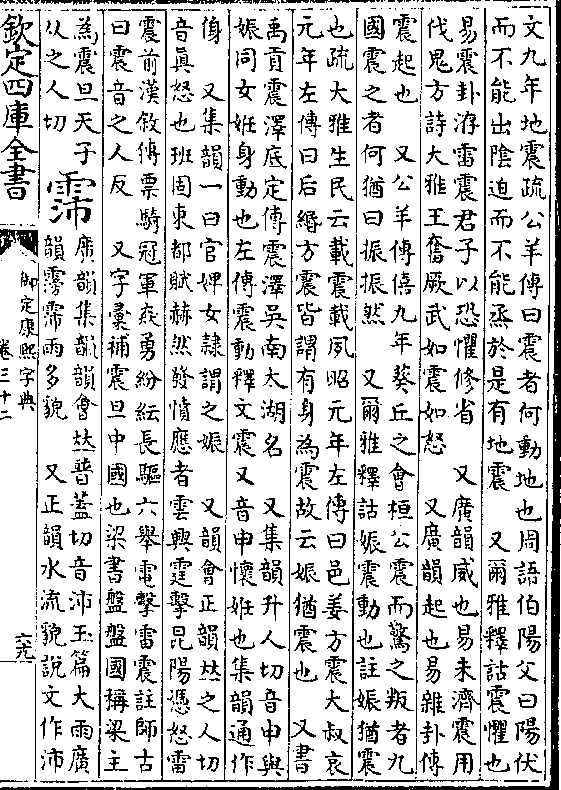 文九年地震疏公羊傳曰震者何動地也周語伯陽父曰陽伏
而不能出陰迫而不能烝於是有地震　又爾雅釋詁震懼也
易震卦洊雷震君子以恐懼修省　又廣韻威也易未濟震用
伐鬼方詩大雅王奮厥武如震如怒　又廣韻起也易雜卦傳
震起也　又公羊傳僖九年葵丘之會桓公震而驚之叛者九
國震之者何猶曰振振然　又爾雅釋詁娠震動也註娠猶震
也疏大雅生民云載震載夙昭元年左傳曰邑姜方震大叔哀
元年左傳曰后緡方震皆謂有身為震故云娠猶震也　又書
禹貢震澤底定傳震澤吳南大湖名　又集韻升人切音申與
娠同女姙身動也左傳震動釋文震又音申懷姙也集韻通作
㑗　又集韻一曰官婢女隷謂之娠　又韻會正韻𠀤之人切
音真怒也班固東都賦赫然發憤應者雲興霆擊昆陽憑怒雷
震前漢敘傳票騎冠軍猋勇紛紜長驅六舉電擊雷震註師古
曰震音之人反　又字彙補震旦中國也梁書盤盤國稱梁主
為震旦天子
以之人切
霈
廣韻集韻韻會𠀤普蓋切音沛玉篇大雨廣
韻霶霈雨多貌　又正韻水流貌說文作沛
欽定四庫全書
御定康熙字典
卷三十二
六九